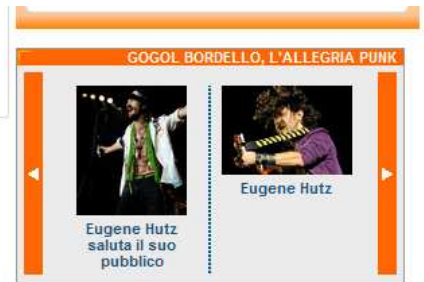 GOGOL BORDELLO, L'ALLEGRIA PUNK
Eugene Hutz
saluta il suo
pubblico
Eugene Hutz